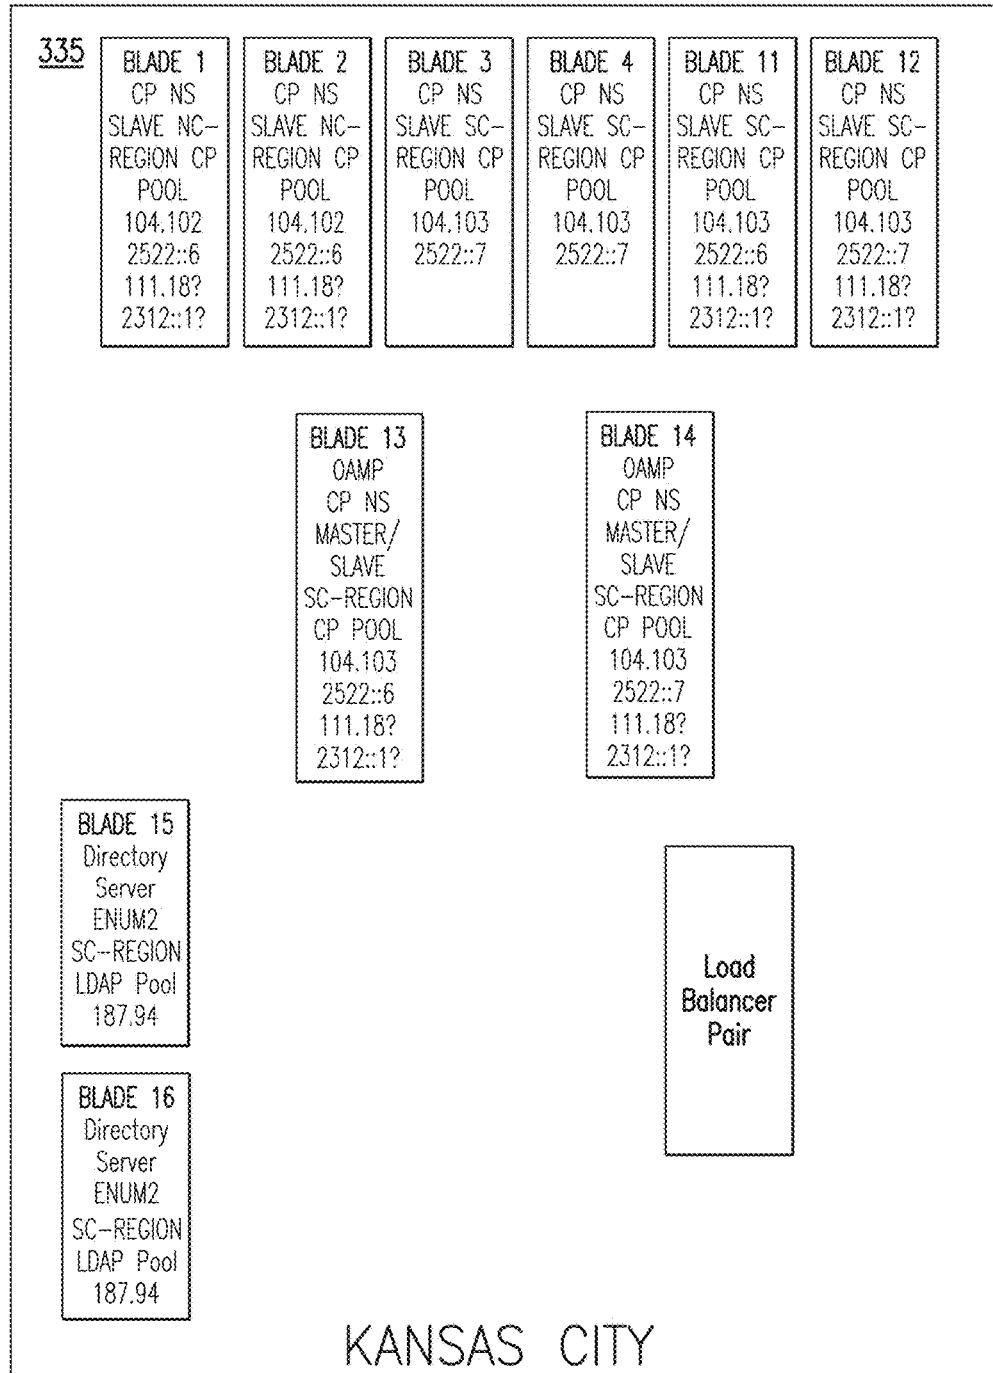 335
BLADE 1
CP NS
SLAVE NC-
REGION CP
POOL
104.102
2522::6
111.18?
2312::1?
BLADE 2
CP NS
SLAVE NC-
REGION CP
POOL
104.102
2522::6
111.18?
2312::1?
BLADE 3
CP NS
SLAVE SC-
REGION CP
POOL
104.103
2522::7
BLADE 4
CP NS
SLAVE SC-
REGION CP
POOL
104.103
2522::7
BLADE 11
CP NS
SLAVE SC-
REGION CP
POOL
104.103
2522::6
111.18?
2312::1?
BLADE 12
CP NS
SLAVE SC-
REGION CP
POOL
104.103
2522::7
111.18?
2312::1?
BLADE 13
OAMP
CP NS
MASTER/
SLAVE
SC-REGION
CP POOL
104.103
2522::6
111.18?
2312::1?
BLADE 14
OAMP
CP NS
MASTER/
SLAVE
SC-REGION
CP POOL
104.103
2522::7
111.18?
2312::1?
BLADE 15
Directory
Server
ENUM2
SC-REGION
LDAP Pool
187.94
Load
Balancer
Pair
BLADE 16
Directory
Server
ENUM2
SC-REGION
LDAP Pool
187.94
KANSAS CITY